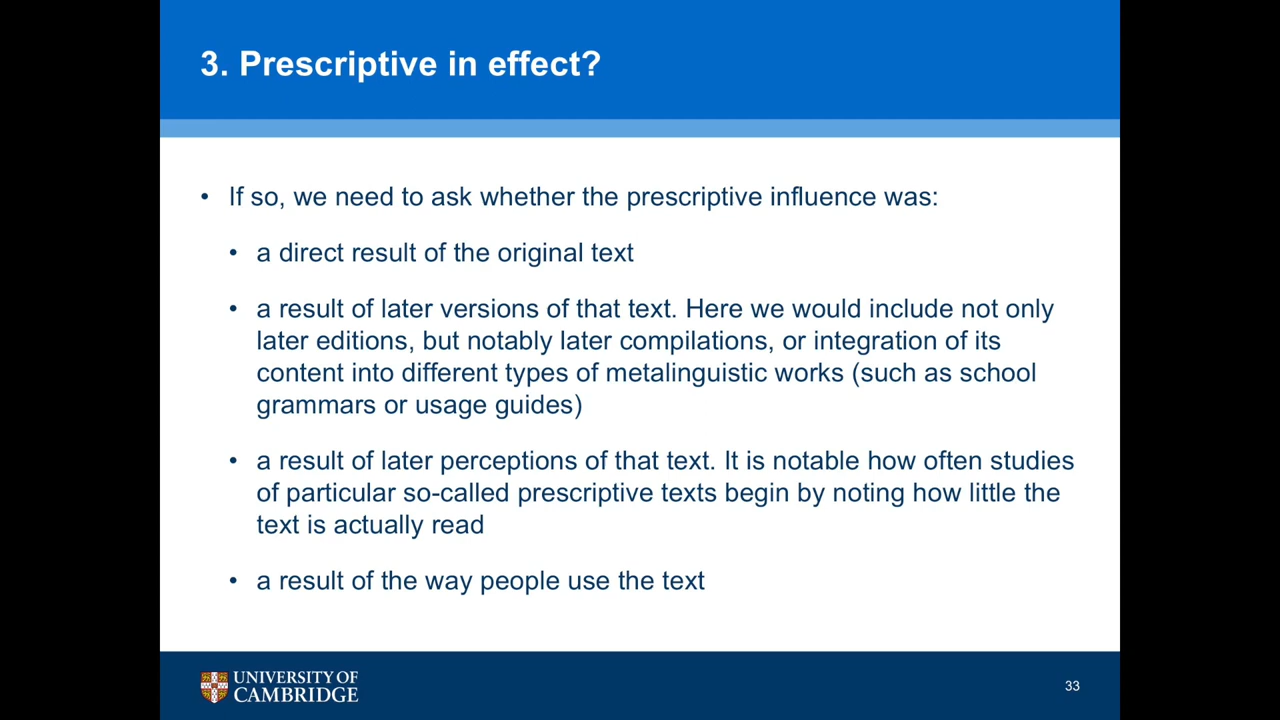 3. Prescriptive in effect?
• If so, we need to ask whether the prescriptive influence was:
• a direct result of the original text
• a result of later versions of that text. Here we would include not only
later editions, but notably later compilations, or integration of its
content into different types of metalinguistic works (such as school
grammars or usage guides)
• a result of later perceptions of that text. It is notable how often studies
of particular so-called prescriptive texts begin by noting how little the
text is actually read
• a result of the way people use the text
UNIVERSITY OF
CAMBRIDGE
33